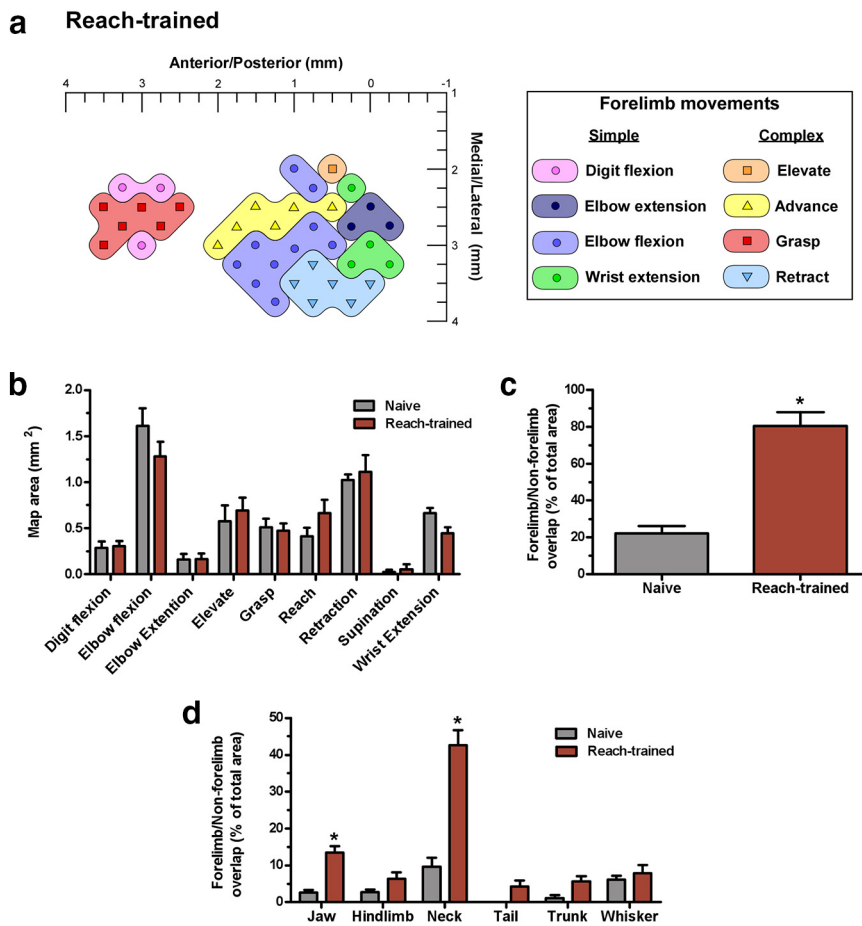 a Reach-trained
Anterior/Posterior (mm)
4 3 2 1 0 -1
1
2
3
4
Medial/Lateral (mm)
Forelimb movements
Simple Complex
Digit flexion Elevate
Elbow extension Advance
Elbow flexion Grasp
Wrist extension Retract
b
Map area (mm 2)
2.0
1.5
1.0
0.5
0.0
Naive
Reach-trained
Digit flexion
Elbow flexion
Elbow Extention
Elevate
Grasp
Reach
Retraction
Supination
Wrist Extension
c
Forelimb/Non-forelimb
overlap (% of total area)
100
80
60
40
20
0
*
Naive Reach-trained
d
Forelimb/Non-forelimb
overlap (% of total area)
50
40
30
20
10
0
Naive
Reach-trained
*
*
Jaw Hindlimb Neck Tail Trunk Whisker